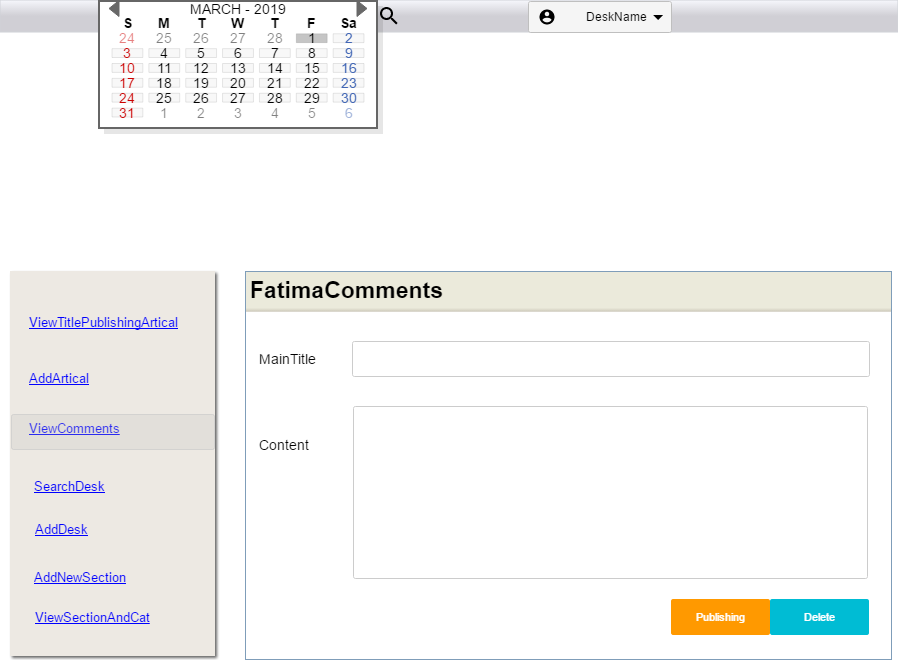 MARCH - 2019
S M T W T F Sa
24 25 26 27 28 1 2
3 4 5 6 7 8 9
10 11 12 13 14 15 16
17 18 19 20 21 22 23
24 25 26 27 28 29 30
31 1 2 3 4 5 6
DeskName
ViewTitlePublishingArtical
AddArtical
ViewComments
SearchDesk
AddDesk
AddNewSection
ViewSectionAndCat
FatimaComments
MainTitle
Content
Publishing Delete